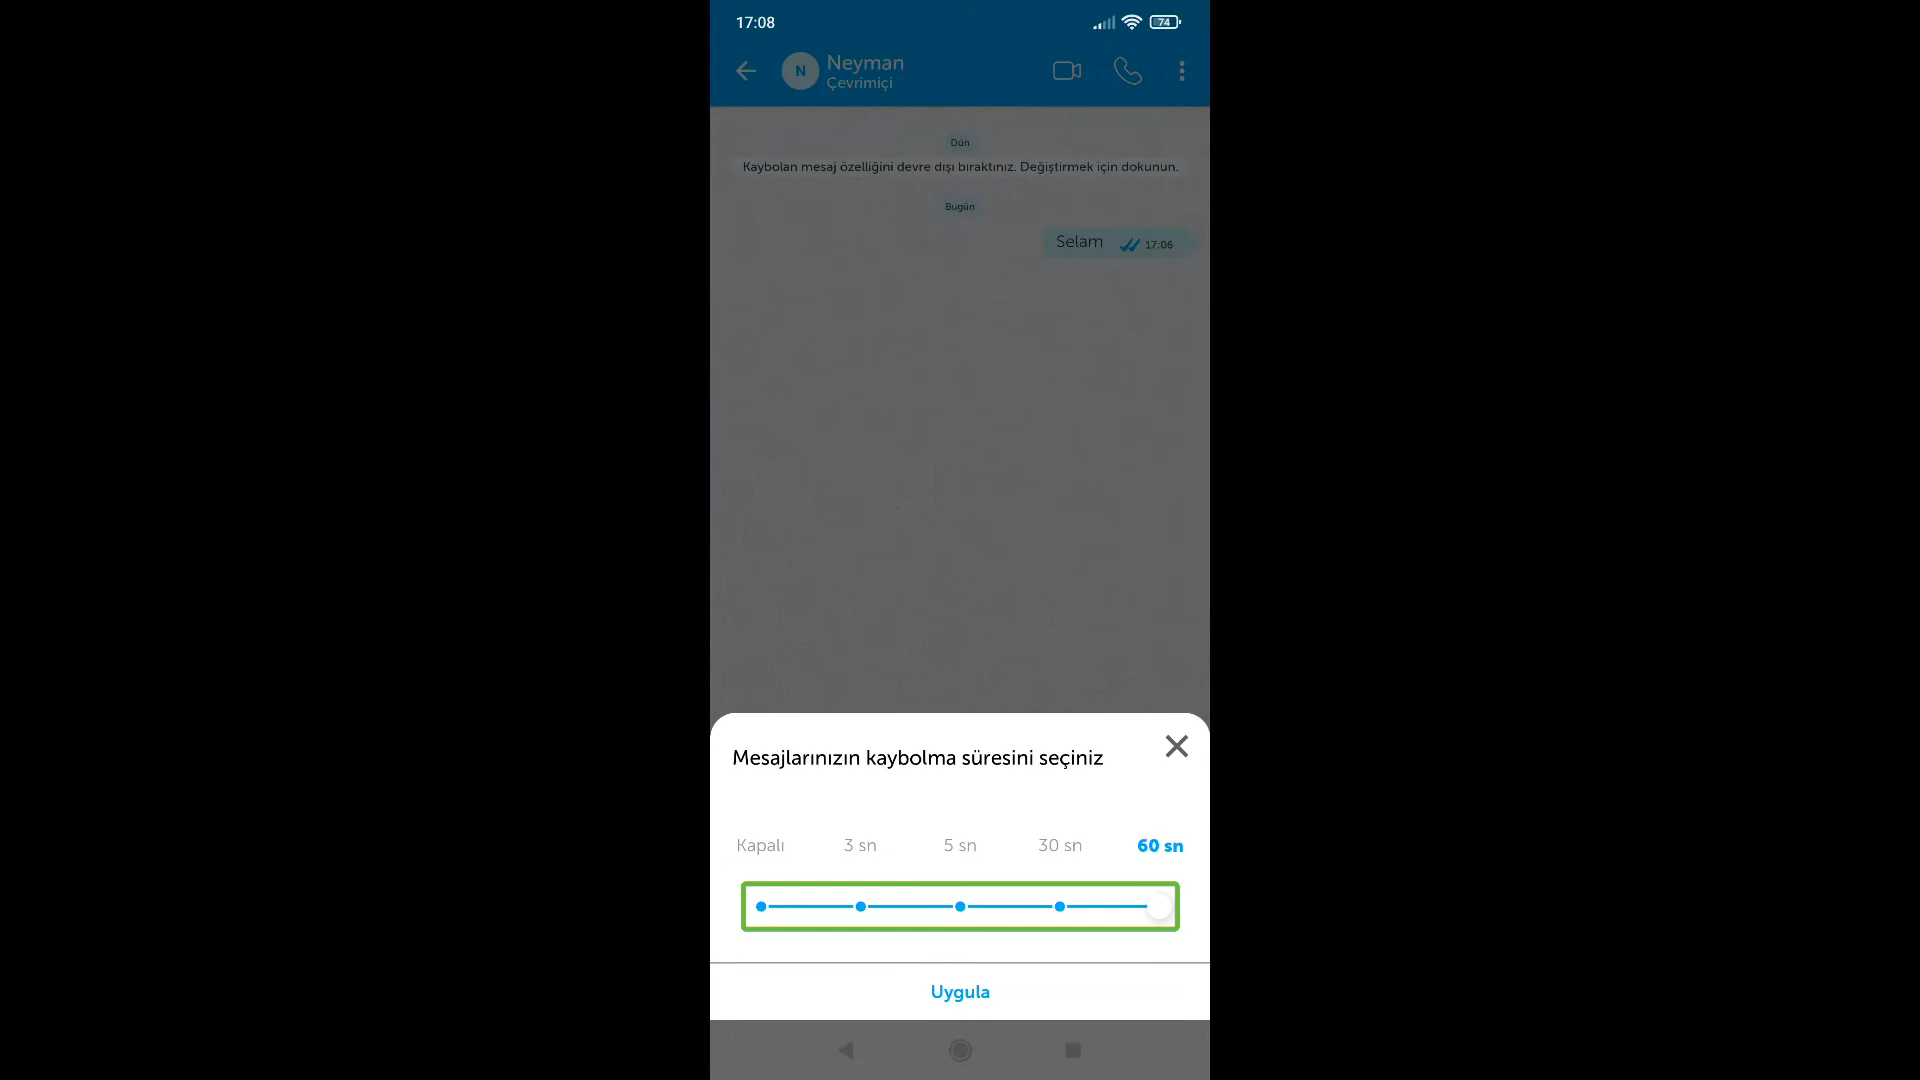 17:08
74
N
Neyman
Çevrimiçi
Dün
Kaybolan mesaj özelliğini devre dışı bıraktınız. Değiştirmek için dokunun.
Bugün
Selam 17:06
Mesajlarınızın kaybolma süresini seçiniz
Kapalı 3 sn 5 sn 30 sn 60 sn
Uygula